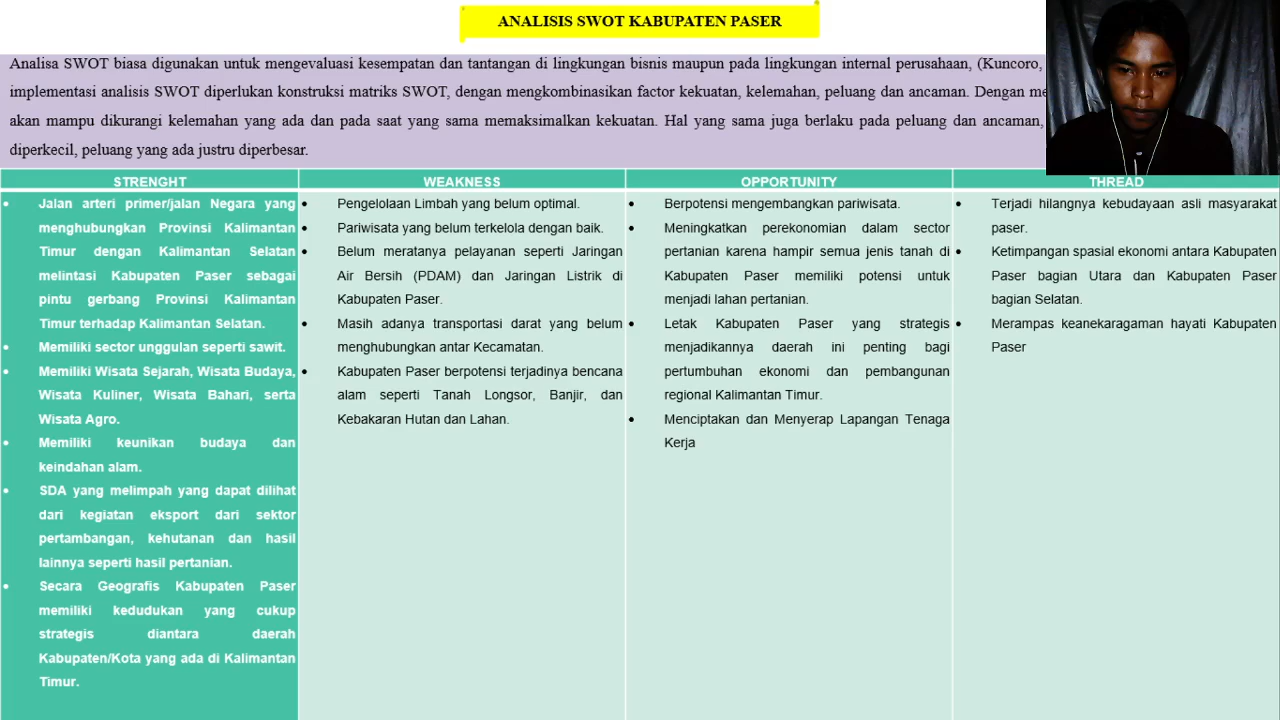 ANALISIS SWOT KABUPATEN PASER
Analisa SWOT biasa digunakan untuk mengevaluasi kesempatan dan tantangan di lingkungan bisnis maupun pada lingkungan internal perusahaan, (Kuncoro,
implementasi analisis SWOT diperlukan konstruksi matriks SWOT, dengan mengkombinasikan factor kekuatan, kelemahan, peluang dan ancaman. Dengan me
akan mampu dikurangi kelemahan yang ada dan pada saat yang sama memaksimalkan kekuatan. Hal yang sama juga berlaku pada peluang dan ancaman,
diperkecil, peluang yang ada justru diperbesar.
STRENGHT
• Jalan arteri primer/jalan Negara yang
menghubungkan Provinsi Kalimantan
Timur dengan Kalimantan Selatan
melintasi Kabupaten Paser sebagai
pintu gerbang Provinsi Kalimantan
Timur terhadap Kalimantan Selatan.
• Memiliki sector unggulan seperti sawit.
• Memiliki Wisata Sejarah, Wisata Budaya,
Wisata Kuliner, Wisata Bahari, serta
Wisata Agro.
• Memiliki keunikan budaya dan
keindahan alam.
• SDA yang melimpah yang dapat dilihat
dari kegiatan eksport dari sektor
pertambangan, kehutanan dan hasil
lainnya seperti hasil pertanian.
• Secara Geografis Kabupaten Paser
memiliki kedudukan yang cukup
strategis diantara daerah
Kabupaten/Kota yang ada di Kalimantan
Timur.
WEAKNESS
• Pengelolaan Limbah yang belum optimal.
• Pariwisata yang belum terkelola dengan baik.
• Belum meratanya pelayanan seperti Jaringan
Air Bersih (PDAM) dan Jaringan Listrik di
Kabupaten Paser.
• Masih adanya transportasi darat yang belum
menghubungkan antar Kecamatan.
• Kabupaten Paser berpotensi terjadinya bencana
alam seperti Tanah Longsor, Banjir, dan
Kebakaran Hutan dan Lahan.
OPPORTUNITY
• Berpotensi mengembangkan pariwisata.
• Meningkatkan perekonomian dalam sector
pertanian karena hampir semua jenis tanah di
Kabupaten Paser memiliki potensi untuk
menjadi lahan pertanian.
• Letak Kabupaten Paser yang strategis
menjadikannya daerah ini penting bagi
pertumbuhan ekonomi dan pembangunan
regional Kalimantan Timur.
• Menciptakan dan Menyerap Lapangan Tenaga
Kerja
THREAD
• Terjadi hilangnya kebudayaan asli masyarakat
paser.
• Ketimpangan spasial ekonomi antara Kabupaten
Paser bagian Utara dan Kabupaten Paser
bagian Selatan.
• Merampas keanekaragaman hayati Kabupaten
Paser